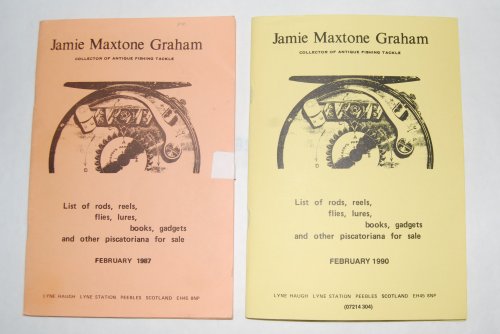 Jamie Maxtone Graham
COLLECTOR OF ANTIQUE FISHING TACKLE
List of rods, reels,
flies, lures,
books, gadgets
and other piscatoriana for sale
FEBRUARY 1987
LYNE HAUGH LYNE STATION PEEBLES SCOTLAND EH45 8NP
Jamie Maxtone Graham
COLLECTOR OF ANTIQUE FISHING TACKLE
List of rods, reels,
flies, lures,
books, gadgets
and other piscatoriana for sale
FEBRUARY 1990
LYNE HAUGH LYNE STATION PEEBLES SCOTLAND EH45 8NP
(07214 304)